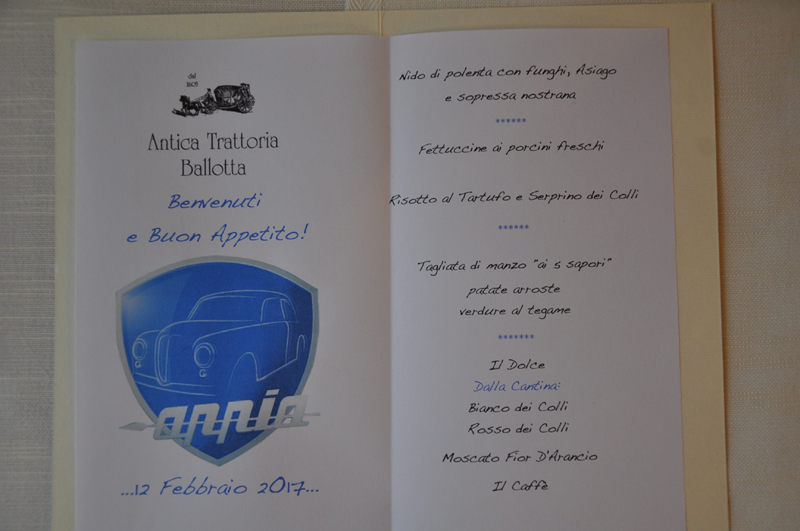 dal
1605
Antica Trattoria
Ballotta
Benvenuti
e Buon Appetito!
appia
...12 Febbraio 2017...
Nido di polenta con funghi, Asiago
e sopressa nostrana
******
Fettuccine ai porcini freschi
Risotto al Tartufo e Serprino dei Colli
******
Tagliata di manzo "ai 5 sapori"
patate arroste
verdure al tegame
*******
Il Dolce
Dalla Cantina:
Bianco dei Colli
Rosso dei Colli
Moscato Fior D'Arancio
Il Caffè